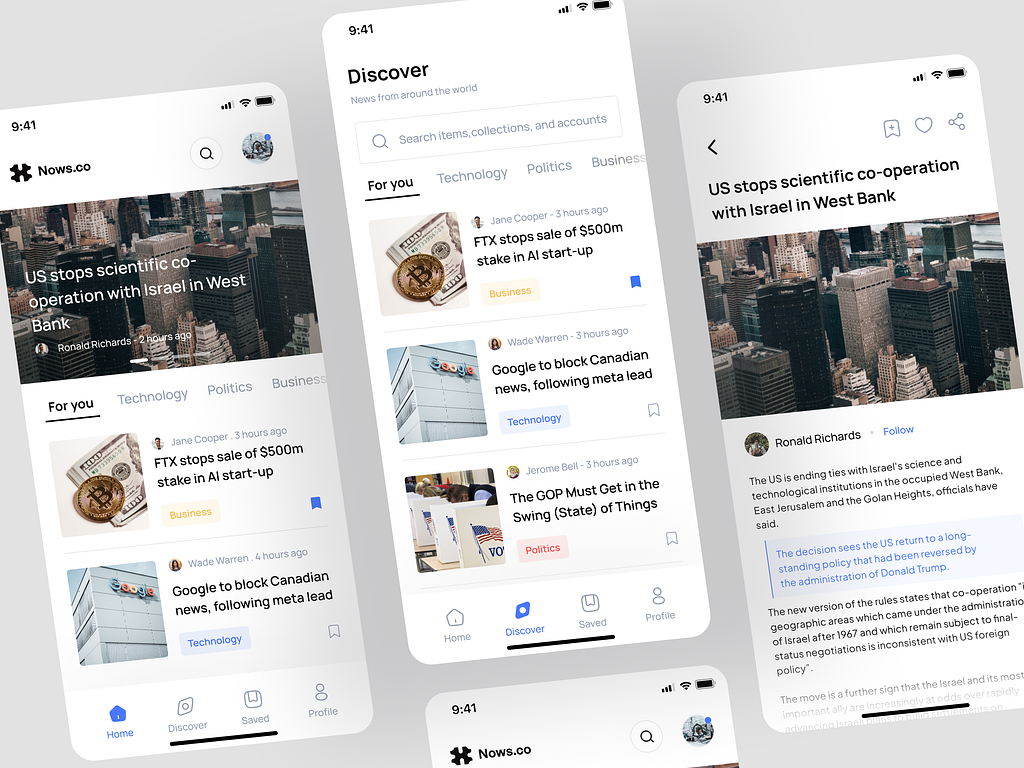 9:41
Nows.co
US stops scientific co-
operation with Israel in West
Bank
Ronald Richards - 2 hours ago
For you
Technology
Politics
Business
Jane Cooper . 3 hours ago
FTX stops sale of $500m
stake in AI start-up
Business
Google
Wade Warren . 4 hours ago
Google to block Canadian
news, following meta lead
Technology
Home
Discover
Saved
Profile
9:41
Discover
News from around the world
Search items,collections, and accounts
For you
Technology
Politics
Business
Jane Cooper - 3 hours ago
FTX stops sale of $500m
stake in AI start-up
Business
Google
Wade Warren - 3 hours ago
Google to block Canadian
news, following meta lead
Technology
VO
Jerome Bell - 3 hours ago
The GOP Must Get in the
Swing (State) of Things
Politics
Home
Discover
Saved
Profile
9:41
Nows.co
9:41
US stops scientific co-operation
with Israel in West Bank
Ronald Richards
Follow
The US is ending ties with Israel's science and
technological institutions in the occupied West Bank,
East Jerusalem and the Golan Heights, officials have
said.
The decision sees the US return to a long-
standing policy that had been reversed by
the administration of Donald Trump.
The new version of the rules states that co-operation "i
geographic areas which came under the administratio
of Israel after 1967 and which remain subject to final-
status negotiations is inconsistent with US foreign
policy".
The move is a further sign that the Israel and its most
important ally are increasingly at odds over rapidly
advancing Israeli plans to build settlements on